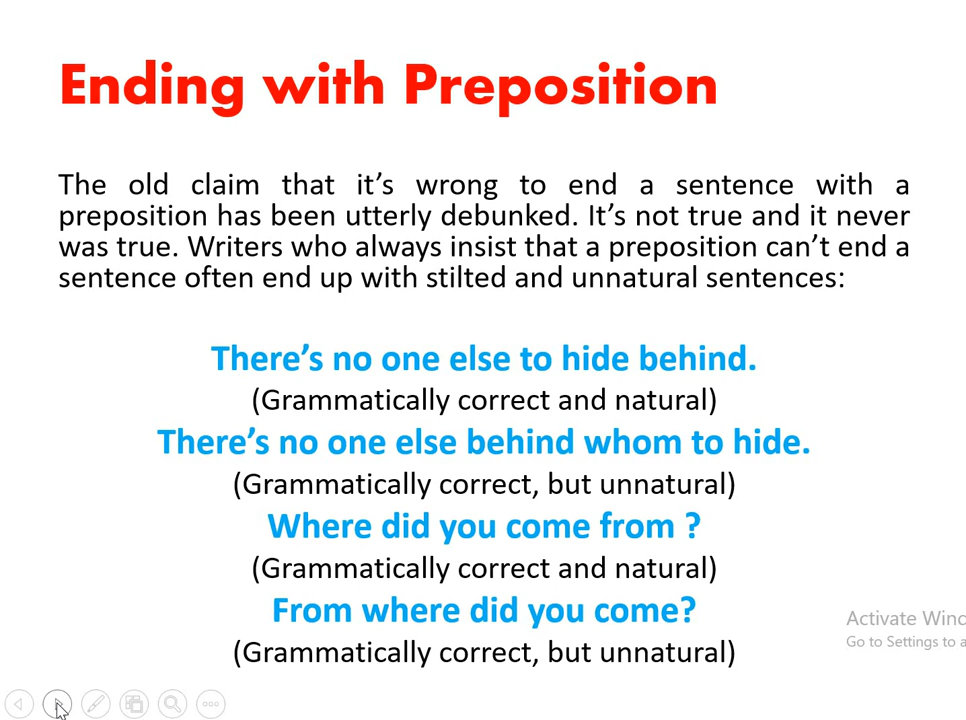 Ending with Preposition
The old claim that it’s wrong to end a sentence with a
preposition has been utterly debunked. It’s not true and it never
was true. Writers who always insist that a preposition can’t end a
sentence often end up with stilted and unnatural sentences:
There’s no one else to hide behind.
(Grammatically correct and natural)
There’s no one else behind whom to hide.
(Grammatically correct, but unnatural)
Where did you come from ?
(Grammatically correct and natural)
From where did you come?
(Grammatically correct, but unnatural)
Activate
Go to Settings to